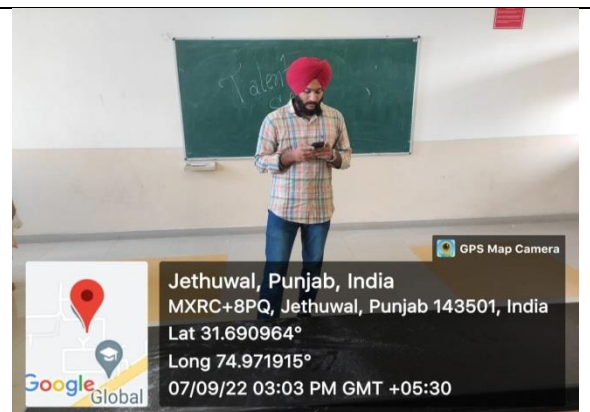 Talent
GPS Map Camera
Jethuwal, Punjab, India
MXRC+8PQ, Jethuwal, Punjab 143501, India
Lat 31.690964°
Long 74.971915°
07/09/22 03:03 PM GMT +05:30
Google
Global